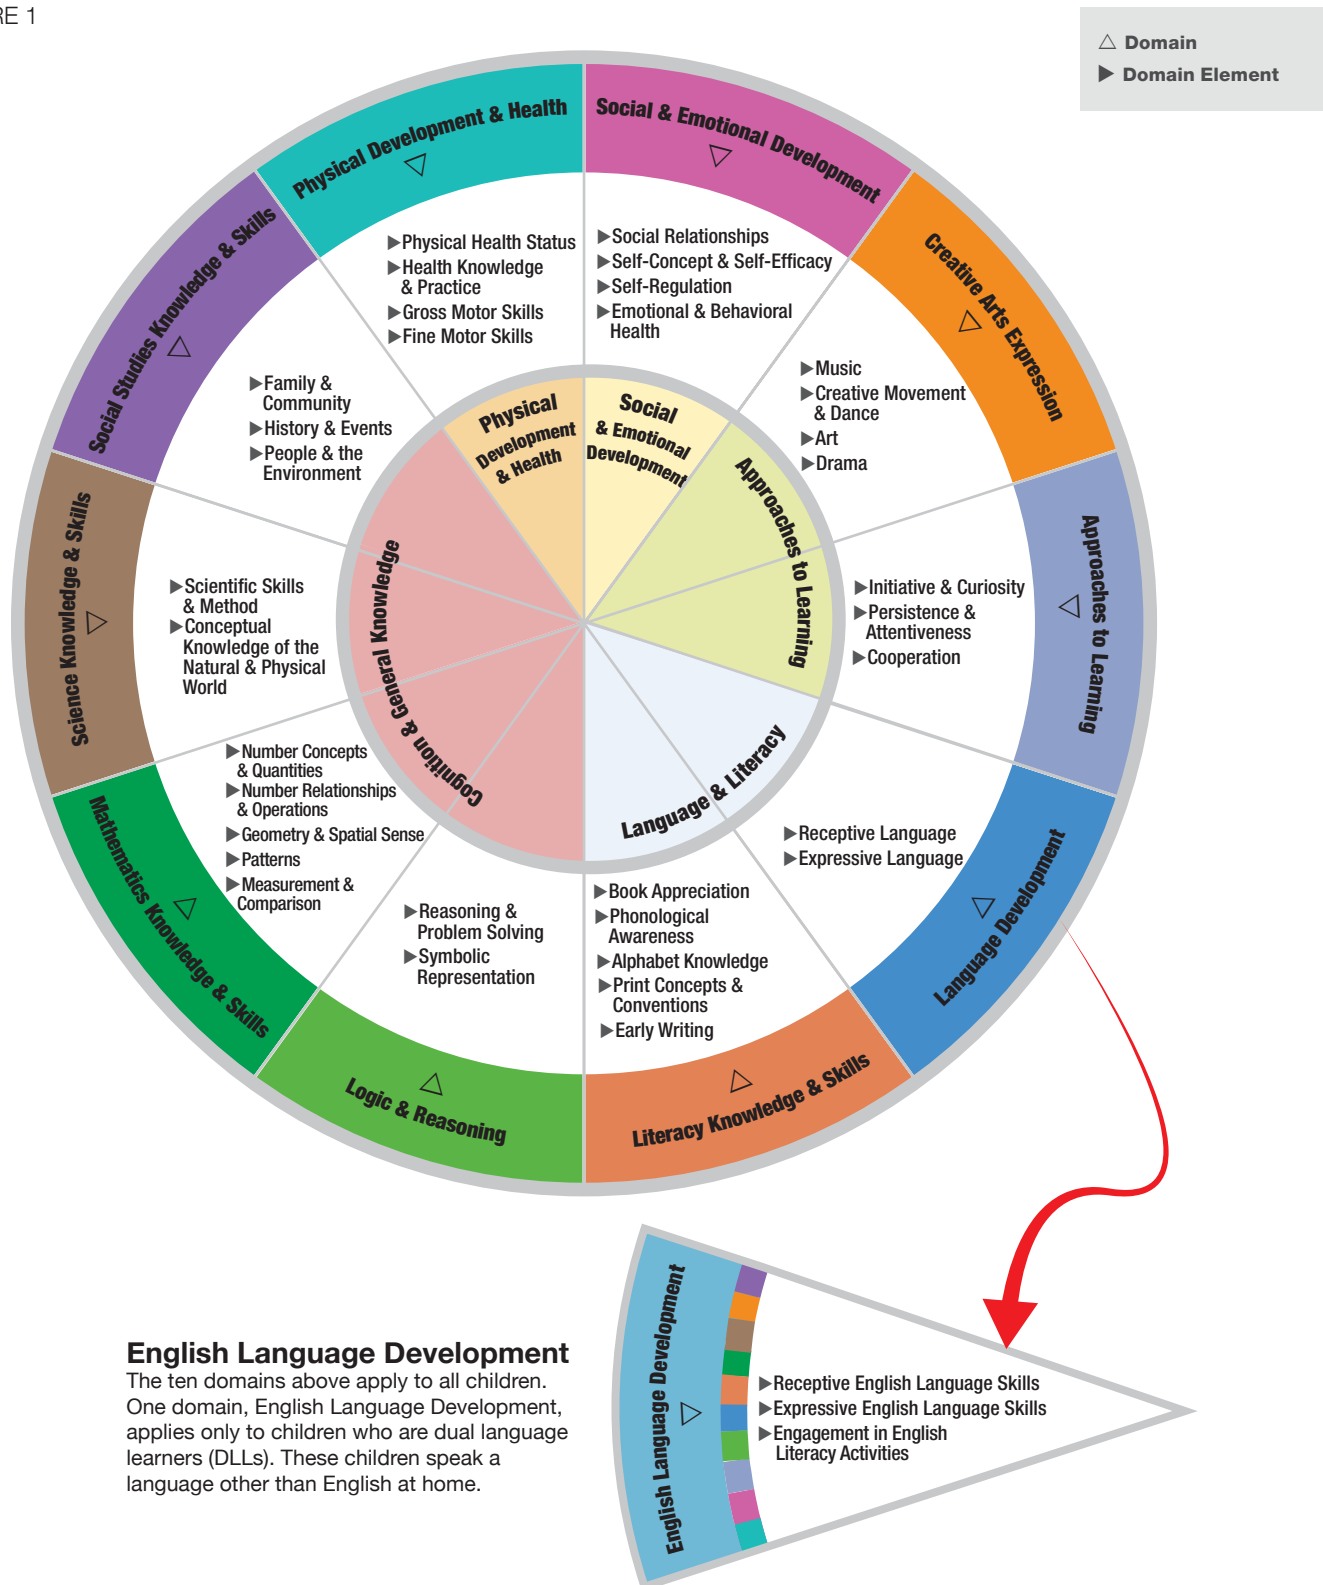 RE 1
△ Domain
▶ Domain Element
Physical Development & Health
Social & Emotional Development
Creative Arts Expression
Approaches to Learning
Language Development
Literacy Knowledge & Skills
Logic & Reasoning
Mathematics Knowledge & Skills
Science Knowledge & Skills
Social Studies Knowledge & Skills
▶Physical Health Status
▶Health Knowledge
& Practice
▶Gross Motor Skills
▶Fine Motor Skills
▶Social Relationships
▶Self-Concept & Self-Efficacy
▶Self-Regulation
▶Emotional & Behavioral
Health
▶Music
▶Creative Movement
& Dance
▶Art
▶Drama
▶Initiative & Curiosity
▶Persistence &
Attentiveness
▶Cooperation
▶Receptive Language
▶Expressive Language
▶Book Appreciation
▶Phonological
Awareness
▶Alphabet Knowledge
▶Print Concepts &
Conventions
▶Early Writing
▶Reasoning &
Problem Solving
▶Symbolic
Representation
▶Number Concepts
& Quantities
▶Number Relationships
& Operations
▶Geometry & Spatial Sense
▶Patterns
▶Measurement &
Comparison
▶Scientific Skills
& Method
▶Conceptual
Knowledge of the
Natural & Physical
World
▶Family &
Community
▶History & Events
▶People & the
Environment
Physical
Development
& Health
Social
& Emotional
Development
Approaches to Learning
Language & Literacy
Cognition & General Knowledge
English Language Development
The ten domains above apply to all children.
One domain, English Language Development,
applies only to children who are dual language
learners (DLLs). These children speak a
language other than English at home.
English Language Development
▶Receptive English Language Skills
▶Expressive English Language Skills
▶Engagement in English
Literacy Activities